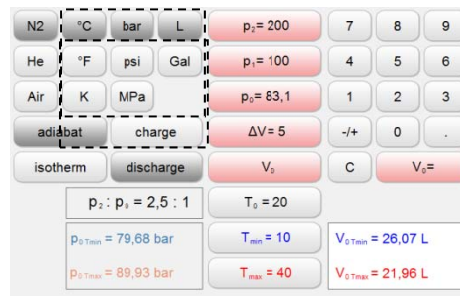 N2 °C bar L p₂= 200 7 8 9
He °F psi Gal p₁= 100 4 5 6
Air K MPa p₀= 83,1 1 2 3
adiabat charge ΔV= 5 -/+ 0 .
isotherm discharge V₀ C V₀=
p₂ : p₀ = 2,5 : 1 T₀ = 20
p₀ Tmin = 79,68 bar Tmin = 10 V₀ Tmin = 26,07 L
p₀ Tmax = 89,93 bar Tmax = 40 V₀ Tmax = 21,96 L